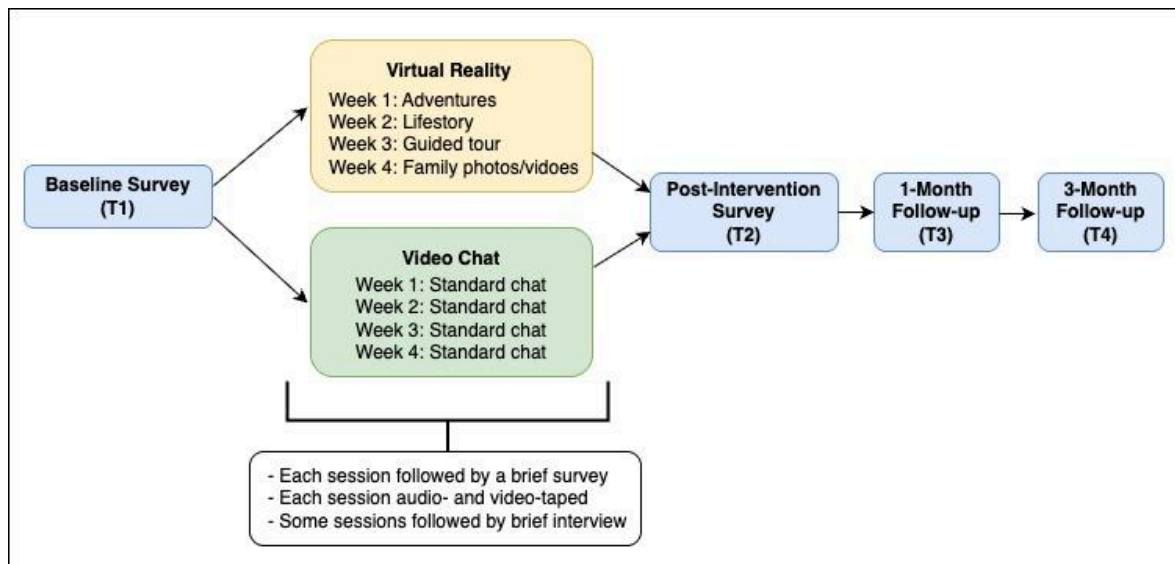 Virtual Reality
Week 1: Adventures
Week 2: Lifestory
Week 3: Guided tour
Week 4: Family photos/vidoes
Baseline Survey
(T1)
Post-Intervention
Survey
(T2)
1-Month
Follow-up
(T3)
3-Month
Follow-up
(T4)
Video Chat
Week 1: Standard chat
Week 2: Standard chat
Week 3: Standard chat
Week 4: Standard chat
- Each session followed by a brief survey
- Each session audio- and video-taped
- Some sessions followed by brief interview